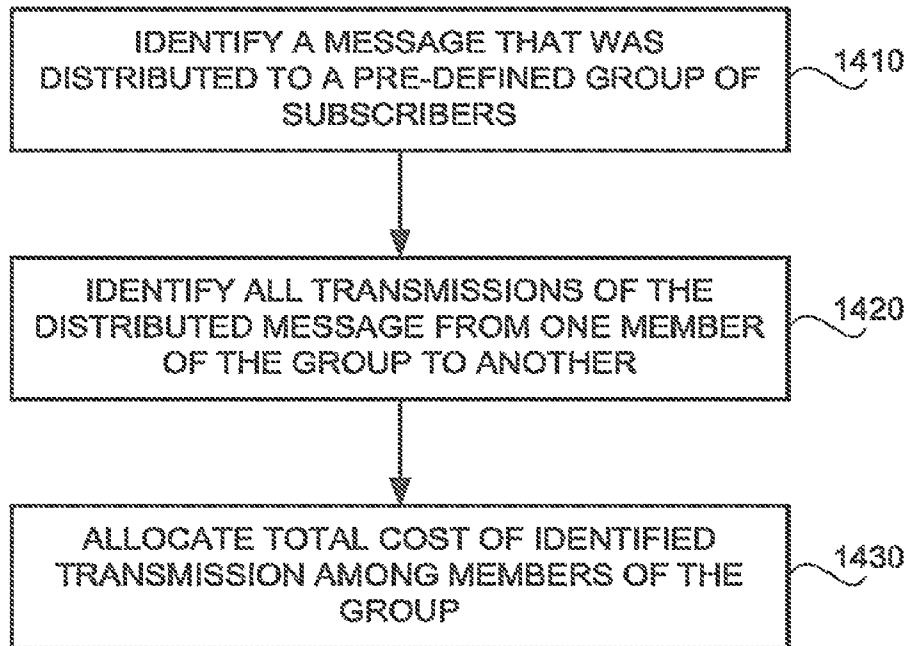 IDENTIFY A MESSAGE THAT WAS
DISTRIBUTED TO A PRE-DEFINED GROUP OF
SUBSCRIBERS
1410
IDENTIFY ALL TRANSMISSIONS OF THE
DISTRIBUTED MESSAGE FROM ONE MEMBER
OF THE GROUP TO ANOTHER
1420
ALLOCATE TOTAL COST OF IDENTIFIED
TRANSMISSION AMONG MEMBERS OF THE
GROUP
1430